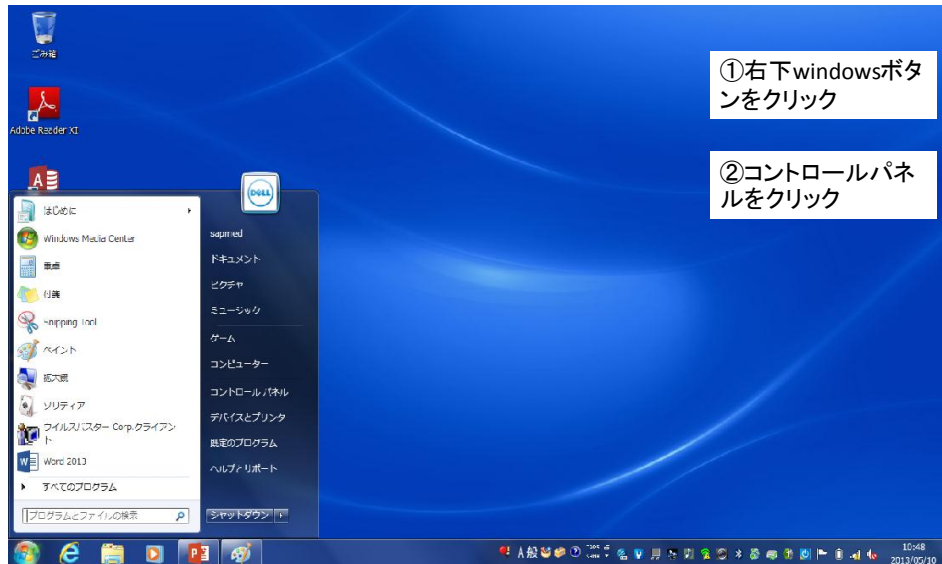 ごみ箱
Adobe Reader XI
①右下windowsボタ
ンをクリック
②コントロールパネ
ルをクリック
DELL
はじめに
Windows Media Center
電卓
付箋
Snipping Tool
ペイント
拡大鏡
ソリティア
ウイルスバスター Corp.クライアン
ト
Word 2013
すべてのプログラム
プログラムとファイルの検索
sapmed
ドキュメント
ピクチャ
ミュージック
ゲーム
コンピューター
コントロール パネル
デバイスとプリンター
既定のプログラム
ヘルプとサポート
シャットダウン
A 般
10:48
2013/05/10